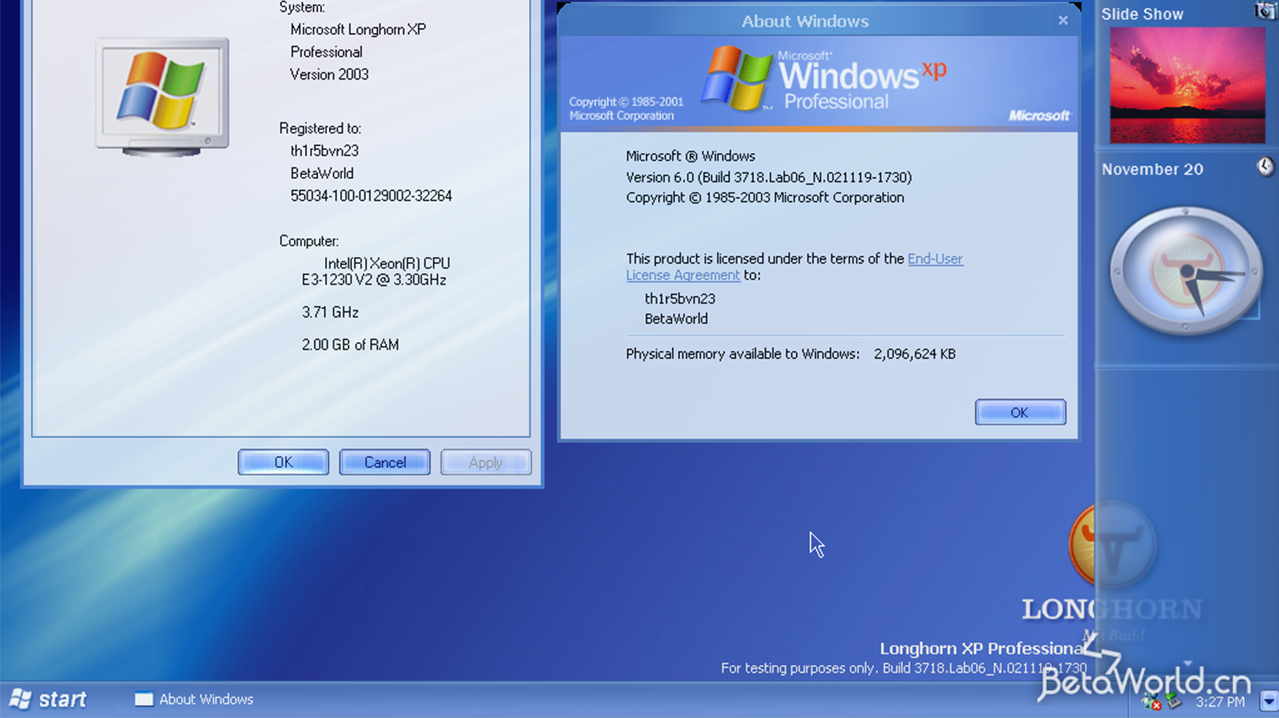 System:
Microsoft Longhorn XP
Professional
Version 2003
Registered to:
th1r5bvn23
BetaWorld
55034-100-0129002-32264
Computer:
Intel(R) Xeon(R) CPU
E3-1230 V2 @ 3.30GHz
3.71 GHz
2.00 GB of RAM
OK
Cancel
Apply
About Windows
Copyright © 1985-2001
Microsoft Corporation
Microsoft®
Windows xp
Professional
Microsoft
Microsoft ® Windows
Version 6.0 (Build 3718.Lab06_N.021119-1730)
Copyright © 1985-2003 Microsoft Corporation
This product is licensed under the terms of the End-User
License Agreement to:
th1r5bvn23
BetaWorld
Physical memory available to Windows: 2,096,624 KB
OK
Slide Show
November 20
LONGHORN
Build
Longhorn XP Professional
For testing purposes only. Build 3718.Lab06_N.021119-1730
BetaWorld.cn
start
About Windows
3:27 PM